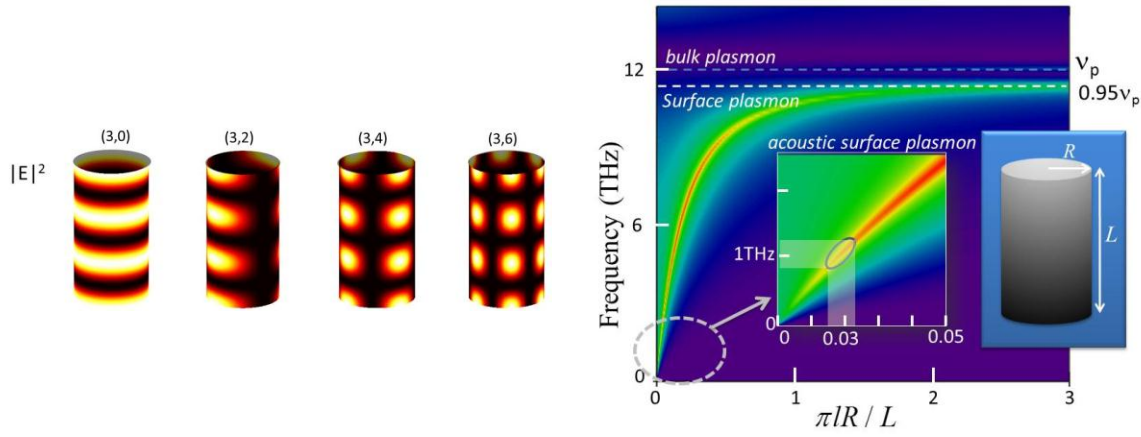 (3,0) (3,2) (3,4) (3,6)
|E|²
bulk plasmon
Surface plasmon
acoustic surface plasmon
νp
0.95νp
Frequency (THz)
12
6
0
1THz
0
0 0.03 0.05
R
L
0 1 2 3
πlR / L